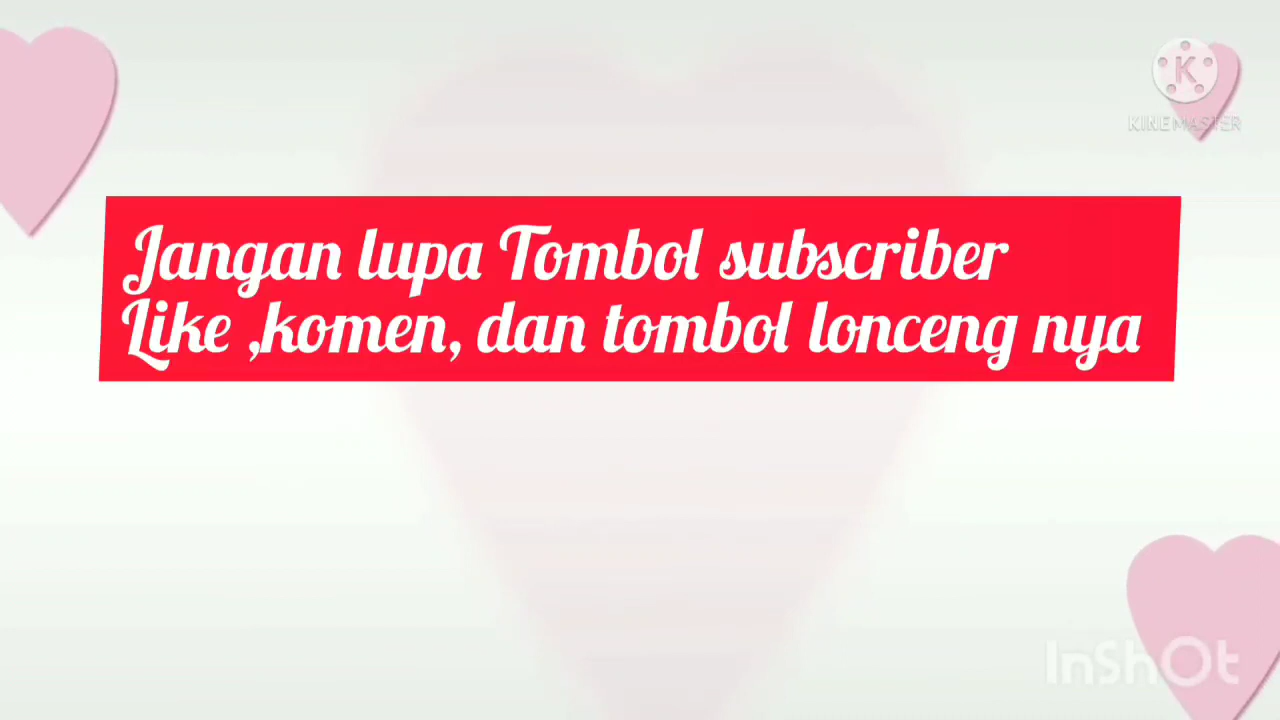 KINEMASTER
Jangan lupa Tombol subscriber
Like ,komen, dan tombol lonceng nya
InShOt